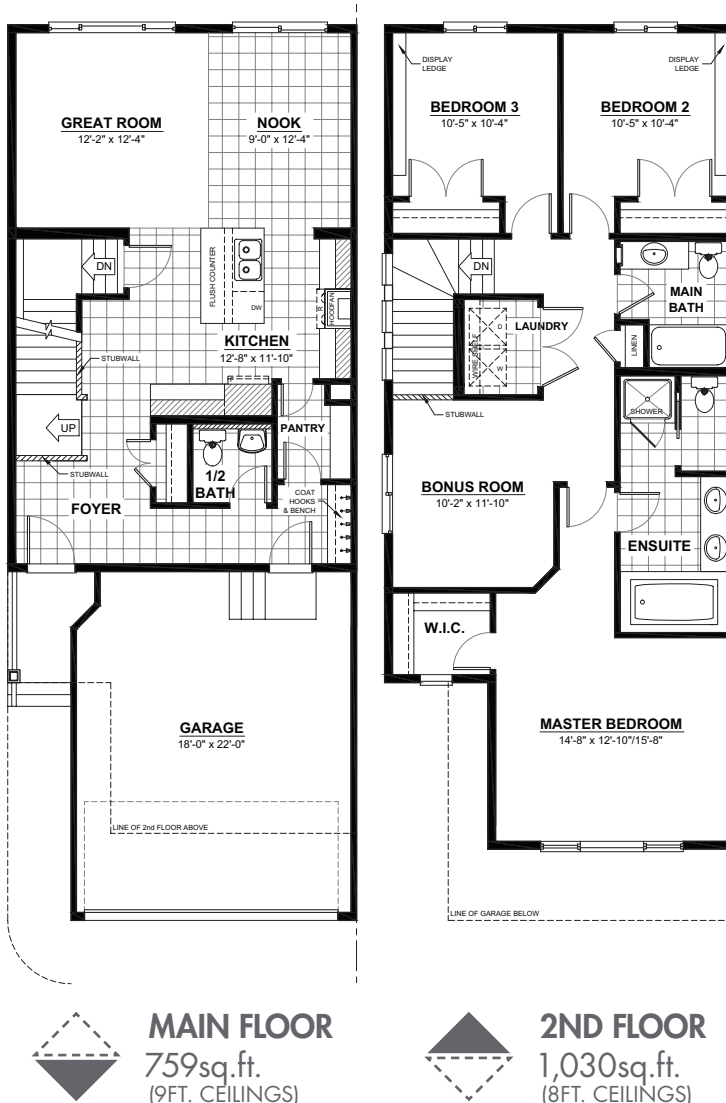 GREAT ROOM
12'-2" x 12'-4"
NOOK
9'-0" x 12'-4"
DN
FLUSH COUNTER
DW
R
HOODFAN
KITCHEN
12'-8" x 11'-10"
STUBWALL
UP
STUBWALL
PANTRY
1/2
BATH
FOYER
COAT
HOOKS
& BENCH
GARAGE
18'-0" x 22'-0"
LINE OF 2nd FLOOR ABOVE
MAIN FLOOR
759sq.ft.
(9FT. CEILINGS)
DISPLAY
LEDGE
DISPLAY
LEDGE
BEDROOM 3
10'-5" x 10'-4"
BEDROOM 2
10'-5" x 10'-4"
DN
MAIN
BATH
LAUNDRY
WIRE SHELF
D
W
LINEN
STUBWALL
SHOWER
BONUS ROOM
10'-2" x 11'-10"
ENSUITE
W.I.C.
MASTER BEDROOM
14'-8" x 12'-10"/15'-8"
LINE OF GARAGE BELOW
2ND FLOOR
1,030sq.ft.
(8FT. CEILINGS)